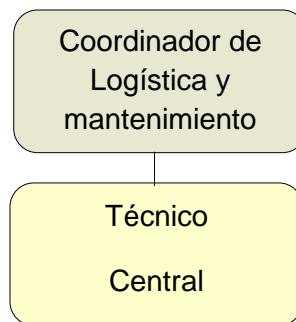 Coordinador de
Logística y
mantenimiento
Técnico
Central